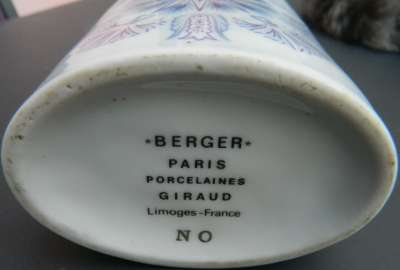 *BERGER*
PARIS
PORCELAINES
GIRAUD
Limoges-France
NO